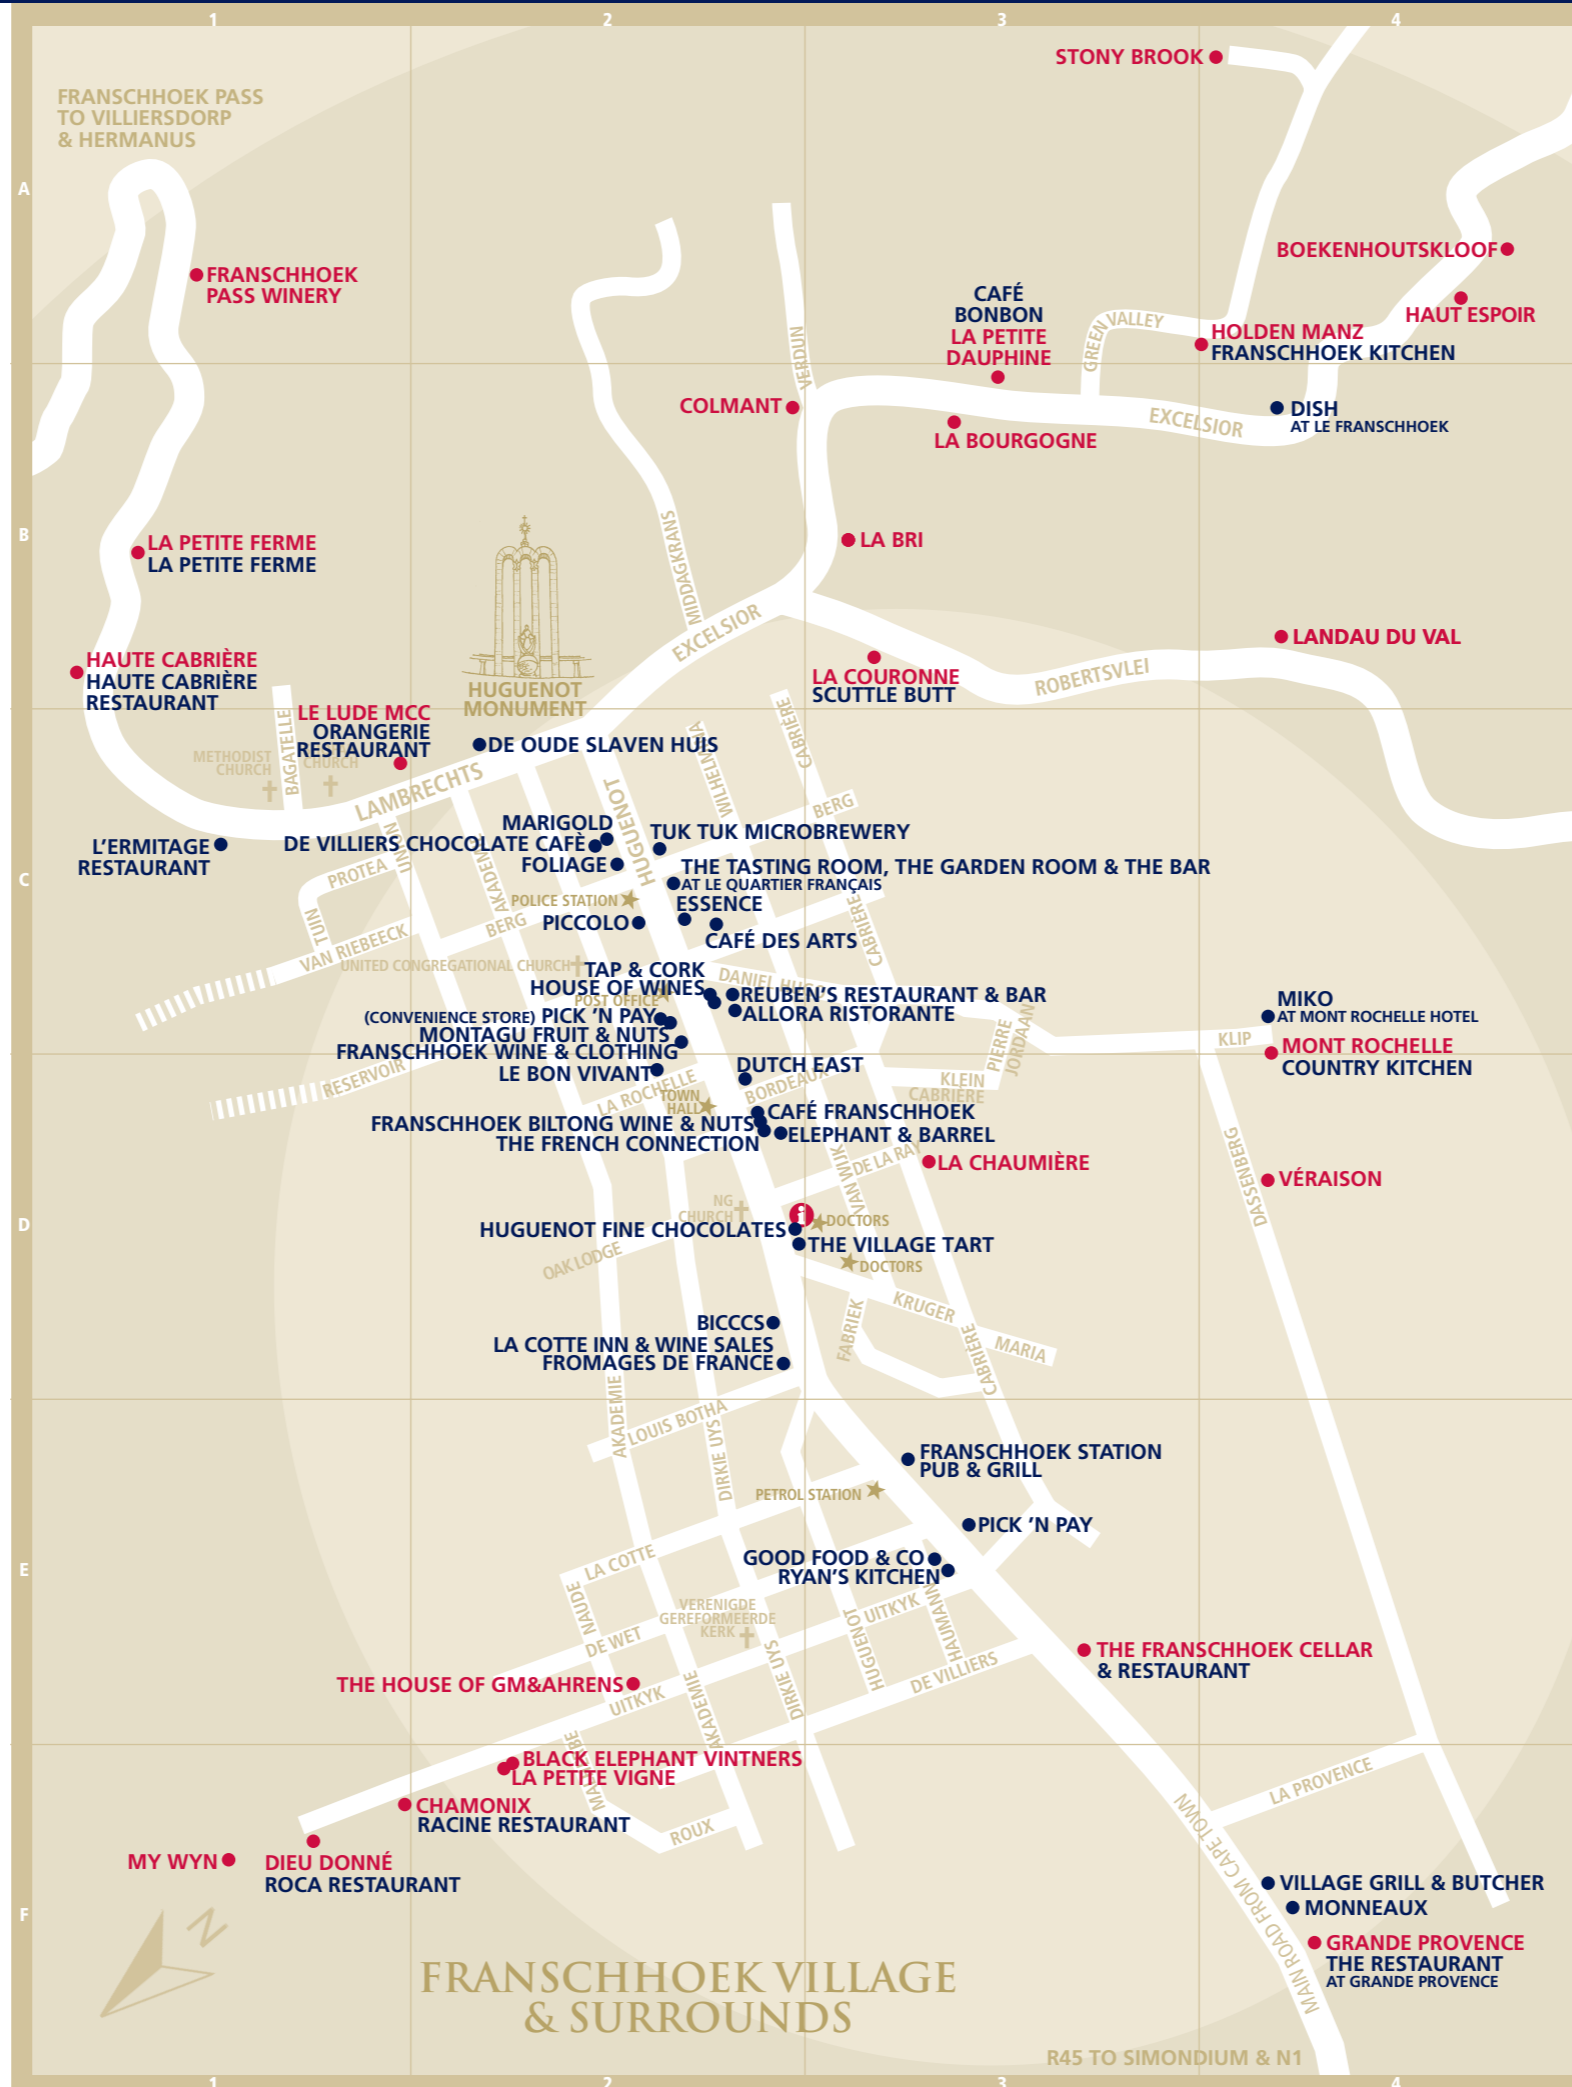 1
2
3
4
STONY BROOK
FRANSCHHOEK PASS
TO VILLIERSDORP
& HERMANUS
A
BOEKENHOUTSKLOOF
FRANSCHHOEK
PASS WINERY
CAFÉ
BONBON
LA PETITE
DAUPHINE
HAUT ESPOIR
GREEN VALLEY
HOLDEN MANZ
FRANSCHHOEK KITCHEN
VERDUN
COLMANT
LA BOURGOGNE
EXCELSIOR
DISH
AT LE FRANSCHHOEK
B
LA PETITE FERME
LA PETITE FERME
MIDDAGKRANS
LA BRI
EXCELSIOR
LANDAU DU VAL
HAUTE CABRIÈRE
HAUTE CABRIÈRE
RESTAURANT
HUGUENOT
MONUMENT
LA COURONNE
SCUTTLE BUTT
ROBERTSVLEI
LE LUDE MCC
ORANGERIE
RESTAURANT
METHODIST
CHURCH
BAGATELLE
CHURCH
DE OUDE SLAVEN HUIS
LAMBRECHTS
WILHELMINA
CABRIÈRE
HUGUENOT
BERG
MARIGOLD
DE VILLIERS CHOCOLATE CAFÈ
FOLIAGE
TUK TUK MICROBREWERY
L'ERMITAGE
RESTAURANT
UNION
PROTEA
AKADEMIE
C
THE TASTING ROOM, THE GARDEN ROOM & THE BAR
AT LE QUARTIER FRANÇAIS
POLICE STATION
ESSENCE
PICCOLO
CAFÉ DES ARTS
TUIN
VAN RIEBEECK
BERG
CABRIÈRE
UNITED CONGREGATIONAL CHURCH
TAP & CORK
HOUSE OF WINES
DANIEL HUGO
POST OFFICE
REUBEN'S RESTAURANT & BAR
ALLORA RISTORANTE
MIKO
AT MONT ROCHELLE HOTEL
(CONVENIENCE STORE) PICK 'N PAY
MONTAGU FRUIT & NUTS
FRANSCHHOEK WINE & CLOTHING
LE BON VIVANT
PIERRE
JORDAAN
KLIP
MONT ROCHELLE
COUNTRY KITCHEN
RESERVOIR
LA ROCHELLE
DUTCH EAST
BORDEAUX
KLEIN
CABRIÈRE
TOWN
HALL
CAFÉ FRANSCHHOEK
FRANSCHHOEK BILTONG WINE & NUTS
THE FRENCH CONNECTION
ELEPHANT & BARREL
VAN WIJK
DE LA RAY
LA CHAUMIÈRE
DASSENBERG
VÉRAISON
D
NG
CHURCH
i
DOCTORS
HUGUENOT FINE CHOCOLATES
THE VILLAGE TART
OAK LODGE
DOCTORS
KRUGER
BICCCS
LA COTTE INN & WINE SALES
FROMAGES DE FRANCE
FABRIEK
MARIA
CABRIÈRE
AKADEMIE
LOUIS BOTHA
DIRKIE UYS
FRANSCHHOEK STATION
PUB & GRILL
PETROL STATION
PICK 'N PAY
E
LA COTTE
GOOD FOOD & CO
RYAN'S KITCHEN
NAUDE
VERENIGDE
GEREFORMEERDE
KERK
DE WET
UITKYK
HUGUENOT
HAUMANN
DIRKIE UYS
DE VILLIERS
THE FRANSCHHOEK CELLAR
& RESTAURANT
THE HOUSE OF GM&AHRENS
UITKYK
AKADEMIE
BLACK ELEPHANT VINTNERS
LA PETITE VIGNE
CHAMONIX
RACINE RESTAURANT
ROUX
LA PROVENCE
MY WYN
DIEU DONNÉ
ROCA RESTAURANT
VILLAGE GRILL & BUTCHER
MONNEAUX
F
MAIN ROAD FROM CAPE TOWN
GRANDE PROVENCE
THE RESTAURANT
AT GRANDE PROVENCE
N
FRANSCHHOEK VILLAGE
& SURROUNDS
R45 TO SIMONDIUM & N1
1
2
3
4